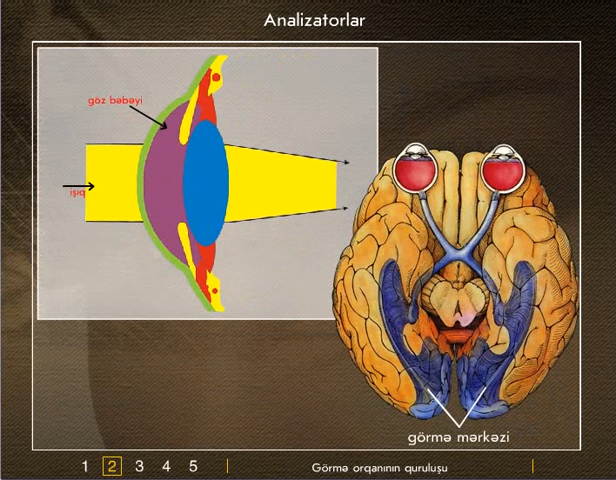 Analizatorlar
göz bəbəyi
işıq
görmə mərkəzi
1 2 3 4 5
Görmə orqanının quruluşu